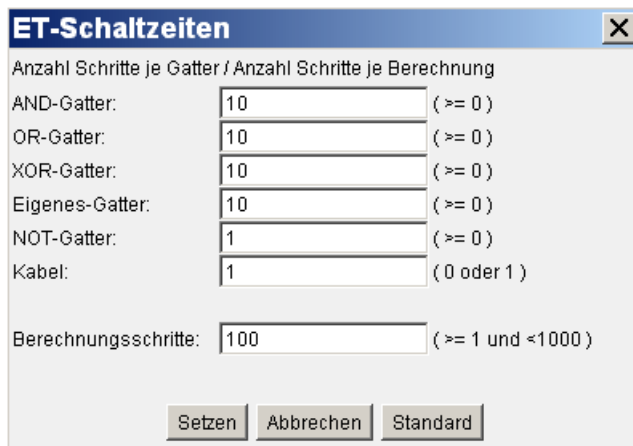 ET-Schaltzeiten
Anzahl Schritte je Gatter / Anzahl Schritte je Berechnung
AND-Gatter: 10 ( >= 0 )
OR-Gatter: 10 ( >= 0 )
XOR-Gatter: 10 ( >= 0 )
Eigenes-Gatter: 10 ( >= 0 )
NOT-Gatter: 1 ( >= 0 )
Kabel: 1 ( 0 oder 1 )
Berechnungsschritte: 100 ( >= 1 und <1000 )
Setzen Abbrechen Standard